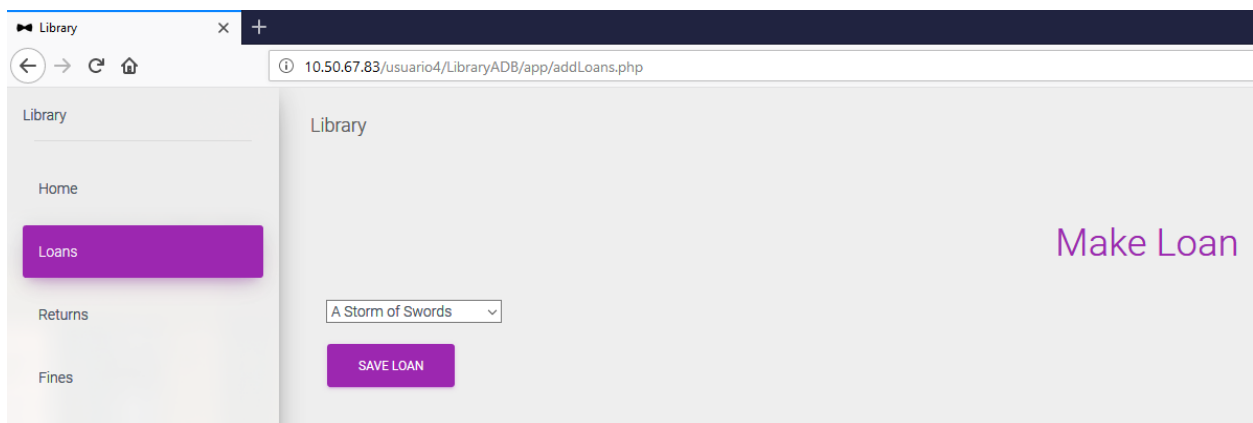 Library
10.50.67.83/usuario4/LibraryADB/app/addLoans.php
Library
Home
Loans
Returns
Fines
Library
Make Loan
A Storm of Swords
SAVE LOAN